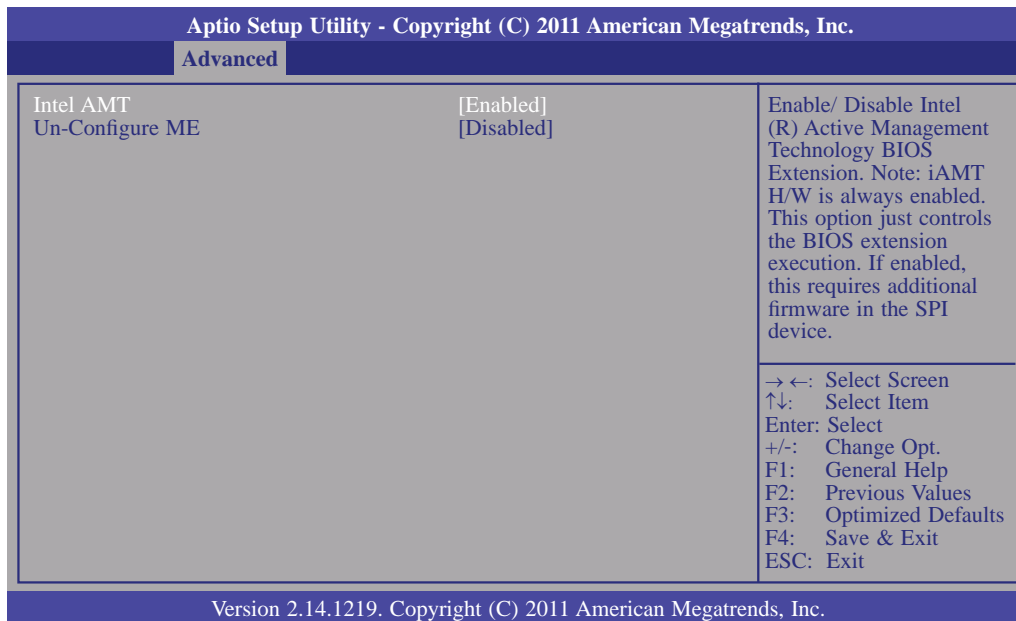 Aptio Setup Utility - Copyright (C) 2011 American Megatrends, Inc.
Advanced
Intel AMT [Enabled]
Un-Configure ME [Disabled]
Enable/ Disable Intel
(R) Active Management
Technology BIOS
Extension. Note: iAMT
H/W is always enabled.
This option just controls
the BIOS extension
execution. If enabled,
this requires additional
firmware in the SPI
device.
→ ←: Select Screen
↑↓: Select Item
Enter: Select
+/-: Change Opt.
F1: General Help
F2: Previous Values
F3: Optimized Defaults
F4: Save & Exit
ESC: Exit
Version 2.14.1219. Copyright (C) 2011 American Megatrends, Inc.